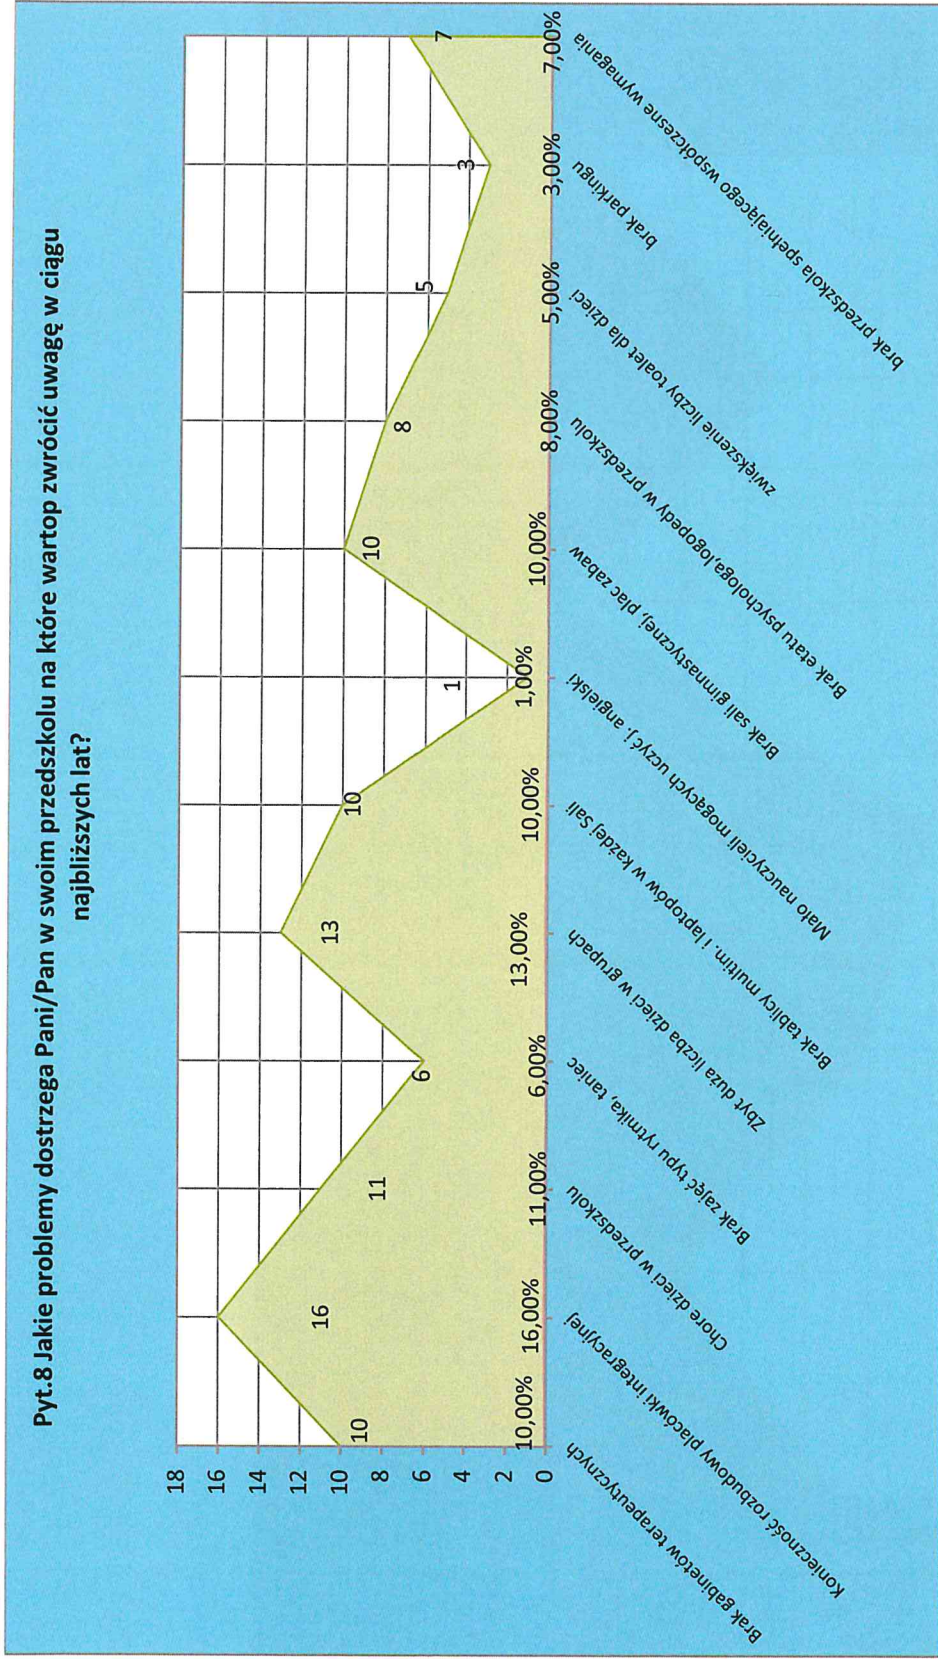 Pyt.8 Jakie problemy dostrzega Pani/Pan w swoim przedszkolu na które wartop zwrócić uwagę w ciągu
najbliższych lat?
18
16
14
12
10
8
6
4
2
0
10
16
11
6
13
10
1
10
8
5
3
7
10,00%
16,00%
11,00%
6,00%
13,00%
10,00%
1,00%
10,00%
8,00%
5,00%
3,00%
7,00%
Brak gabinetów terapeutycznych
Konieczność rozbudowy placówki integracyjnej
Chore dzieci w przedszkolu
Brak zajęć typu rytmika, taniec
Zbyt duża liczba dzieci w grupach
Brak tablicy multim. i laptopów w każdej Sali
Mało nauczycieli mogących uczyć j. angielski
Brak sali gimnastycznej, plac zabaw
Brak etatu psychologa,logopedy w przedszkolu
zwiększenie liczby toalet dla dzieci
brak parkingu
brak przedszkola spełniającego współczesne wymagania